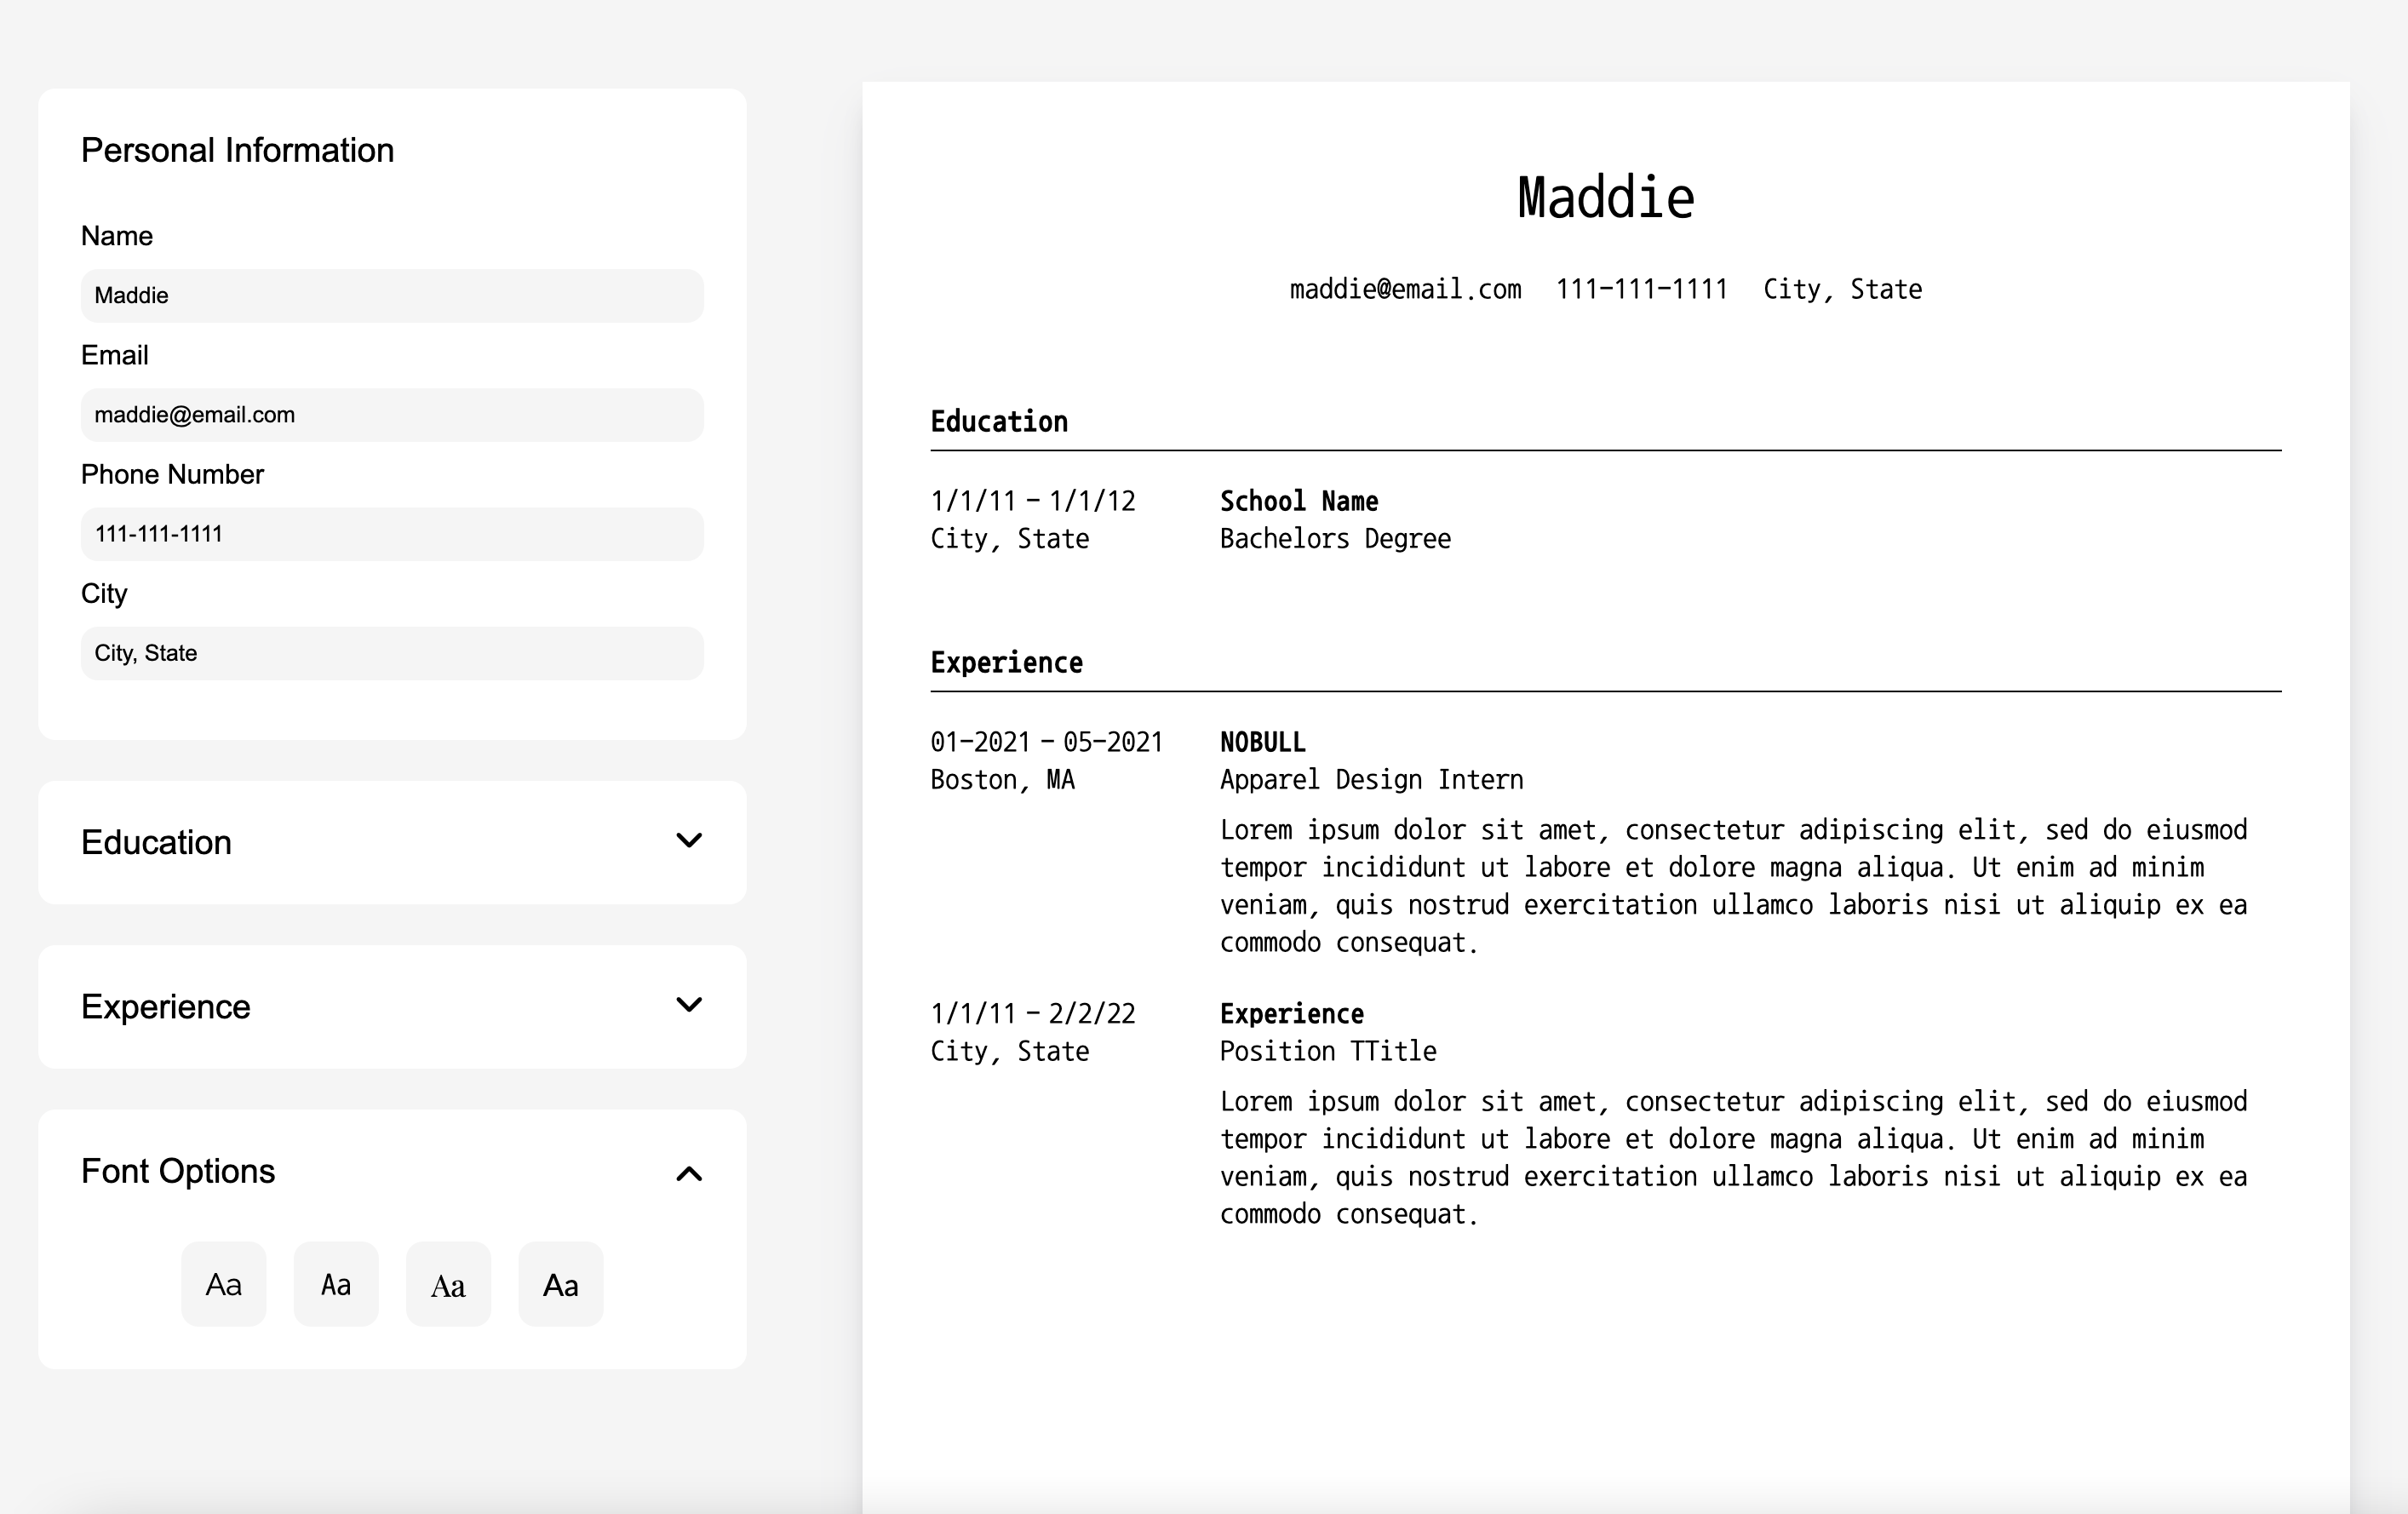 Personal Information
Name
Maddie
Email
maddie@email.com
Phone Number
111-111-1111
City
City, State
Education
Experience
Font Options
Aa Aa Aa Aa
Maddie
maddie@email.com 111-111-1111 City, State
Education
1/1/11 - 1/1/12 School Name
City, State Bachelors Degree
Experience
01-2021 - 05-2021 NOBULL
Boston, MA Apparel Design Intern
Lorem ipsum dolor sit amet, consectetur adipiscing elit, sed do eiusmod
tempor incididunt ut labore et dolore magna aliqua. Ut enim ad minim
veniam, quis nostrud exercitation ullamco laboris nisi ut aliquip ex ea
commodo consequat.
1/1/11 - 2/2/22 Experience
City, State Position TTitle
Lorem ipsum dolor sit amet, consectetur adipiscing elit, sed do eiusmod
tempor incididunt ut labore et dolore magna aliqua. Ut enim ad minim
veniam, quis nostrud exercitation ullamco laboris nisi ut aliquip ex ea
commodo consequat.